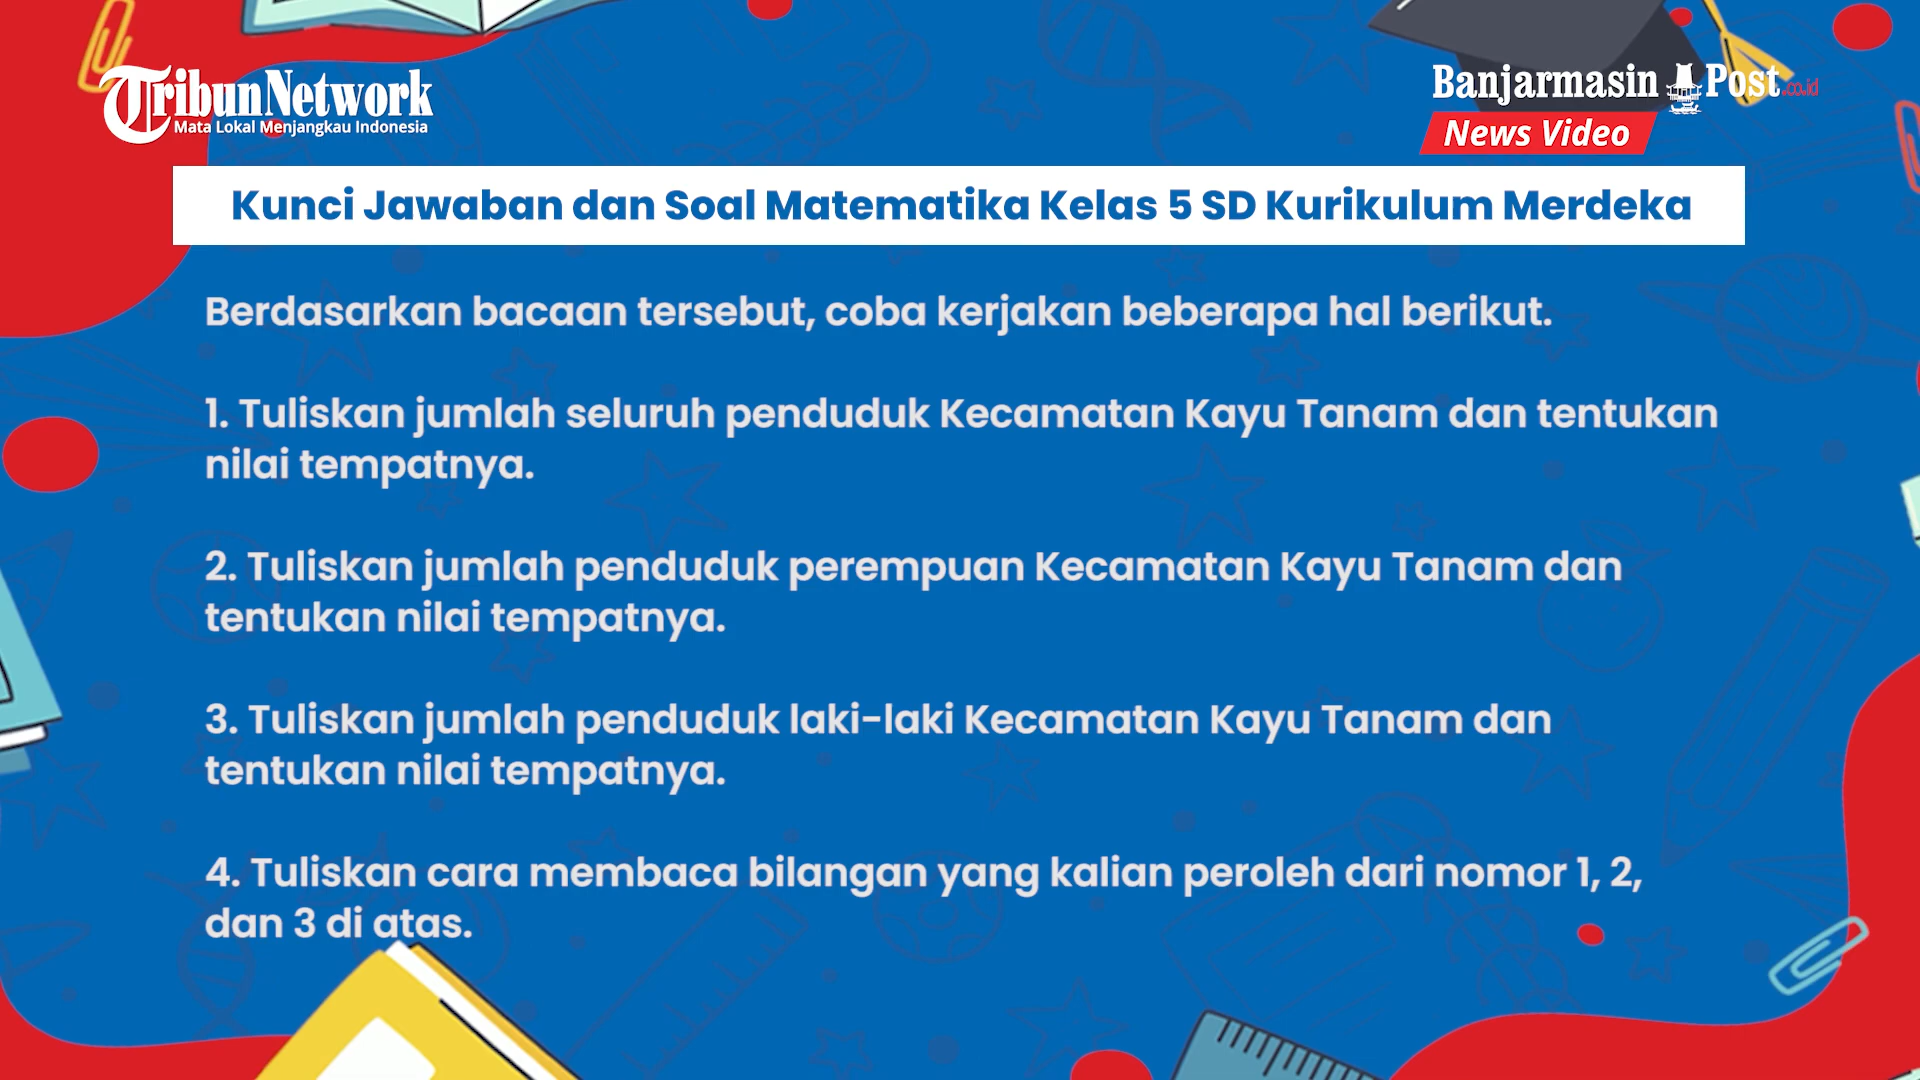 TribunNetwork
Mata Lokal Menjangkau Indonesia
Banjarmasin Post.co.id
News Video
Kunci Jawaban dan Soal Matematika Kelas 5 SD Kurikulum Merdeka
Berdasarkan bacaan tersebut, coba kerjakan beberapa hal berikut.
1. Tuliskan jumlah seluruh penduduk Kecamatan Kayu Tanam dan tentukan
nilai tempatnya.
2. Tuliskan jumlah penduduk perempuan Kecamatan Kayu Tanam dan
tentukan nilai tempatnya.
3. Tuliskan jumlah penduduk laki-laki Kecamatan Kayu Tanam dan
tentukan nilai tempatnya.
4. Tuliskan cara membaca bilangan yang kalian peroleh dari nomor 1, 2,
dan 3 di atas.